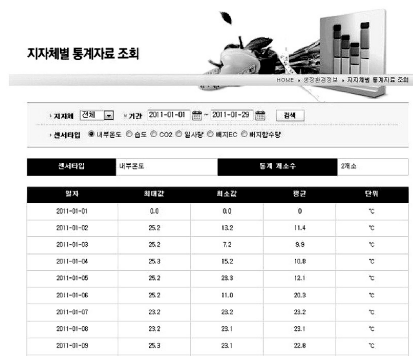 지자체별 통계자료 조회
HOME > 생장환경정보 > 지자체별 통계자료 조회
지자체 전체 기간 2011-01-01 ~ 2011-01-29 검색
센서타입 내부온도 습도 CO2 일사량 배지EC 배지함수량
센서타입 내부온도 통계 개소수 2개소
일자 최대값 최소값 평균 단위
2011-01-01 0.0 0.0 0 ℃
2011-01-02 25.2 13.2 11.4 ℃
2011-01-03 25.2 7.2 9.9 ℃
2011-01-04 25.3 15.2 10.8 ℃
2011-01-05 25.2 23.3 12.1 ℃
2011-01-06 25.2 11.0 20.3 ℃
2011-01-07 23.2 23.2 23.2 ℃
2011-01-08 23.2 23.1 23.1 ℃
2011-01-09 25.3 23.1 22.8 ℃